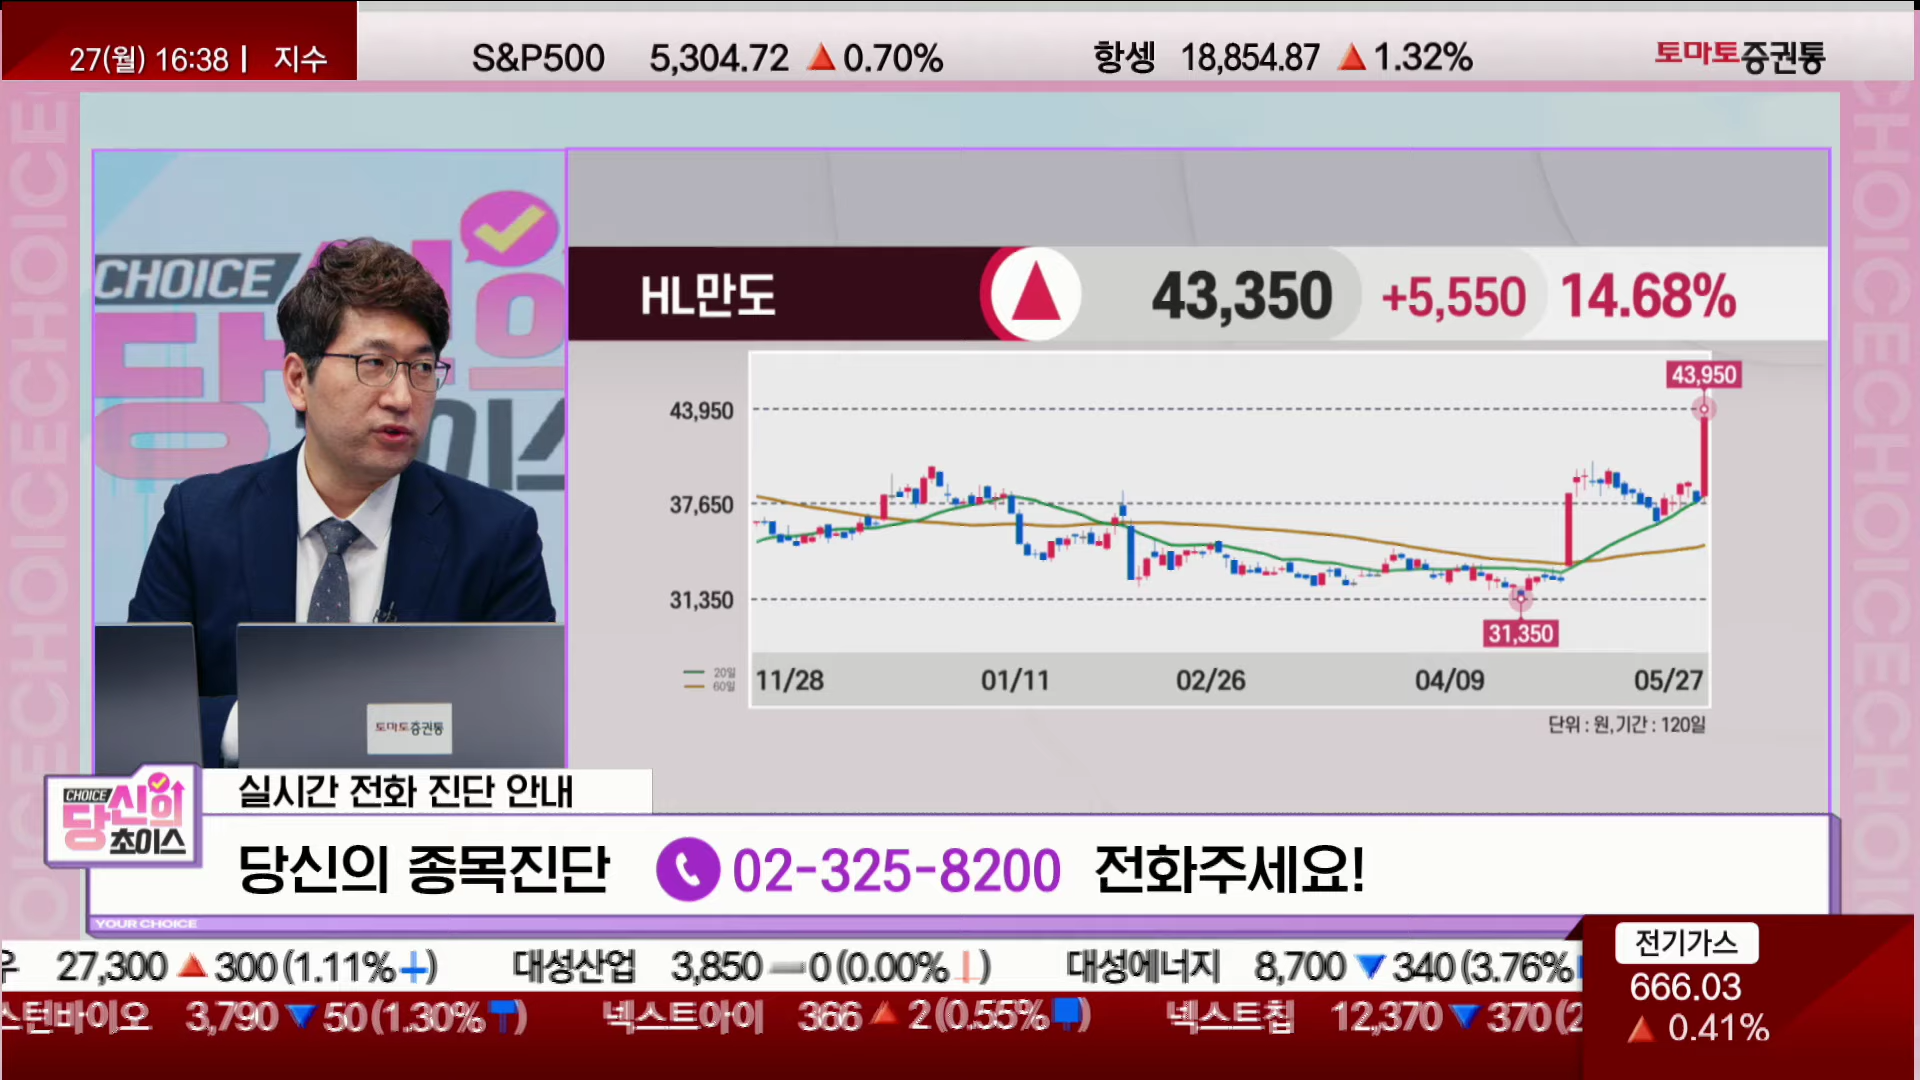 27(월) 16:38 | 지수 S&P500 5,304.72 ▲ 0.70% 항셍 18,854.87 ▲ 1.32% 토마토증권통
CHOICE
HL만도 ▲ 43,350 +5,550 14.68%
43,950
43,950
37,650
31,350
31,350
20일
60일
11/28 01/11 02/26 04/09 05/27
단위 : 원, 기간 : 120일
토마토증권통
CHOICE
당신의
초이스
실시간 전화 진단 안내
당신의 종목진단 02-325-8200 전화주세요!
YOUR CHOICE
27,300 ▲ 300 (1.11%) 대성산업 3,850 0 (0.00%) 대성에너지 8,700 ▼ 340 (3.76%
스턴바이오 3,790 ▼ 50 (1.30%) 넥스트아이 366 ▲ 2 (0.55%) 넥스트칩 12,370 ▼ 370 (2
전기가스
666.03
▲ 0.41%